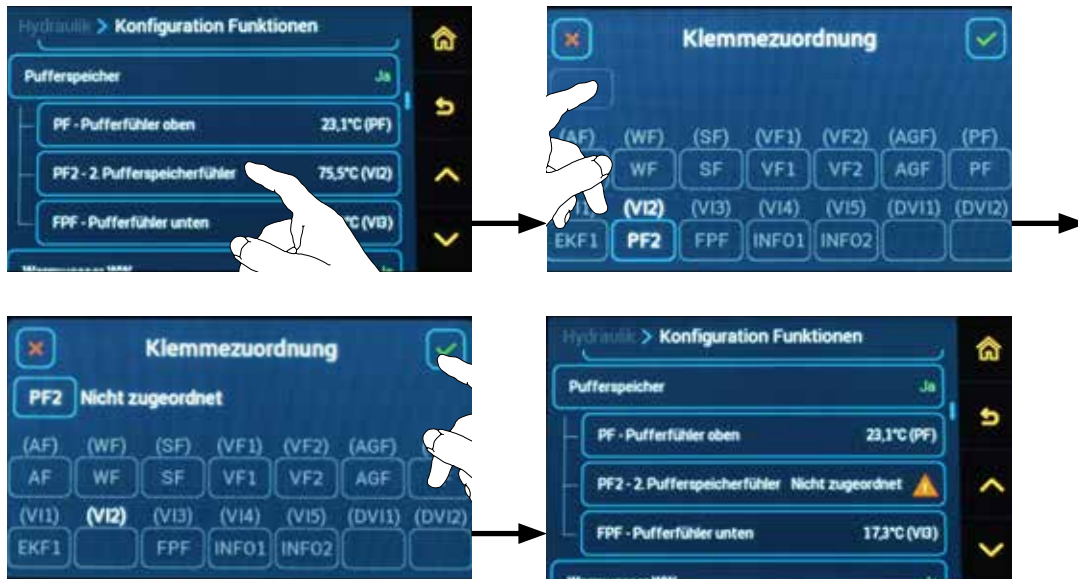 Hydraulik > Konfiguration Funktionen
Pufferspeicher Ja
PF - Pufferfühler oben 23,1°C (PF)
PF2 - 2. Pufferspeicherfühler 75,5°C (VI2)
FPF - Pufferfühler unten °C (VI3)
Warmwasser WW
Klemmezuordnung
(AF) (WF) (SF) (VF1) (VF2) (AGF) (PF)
WF SF VF1 VF2 AGF PF
(VI2) (VI3) (VI4) (VI5) (DVI1) (DVI2)
EKF1 PF2 FPF INFO1 INFO2
Klemmezuordnung
PF2 Nicht zugeordnet
(AF) (WF) (SF) (VF1) (VF2) (AGF)
AF WF SF VF1 VF2 AGF
(VI1) (VI2) (VI3) (VI4) (VI5) (DVI1) (DVI2)
EKF1 FPF INFO1 INFO2
Hydraulik > Konfiguration Funktionen
Pufferspeicher Ja
PF - Pufferfühler oben 23,1°C (PF)
PF2 - 2. Pufferspeicherfühler Nicht zugeordnet
FPF - Pufferfühler unten 17,3°C (VI3)